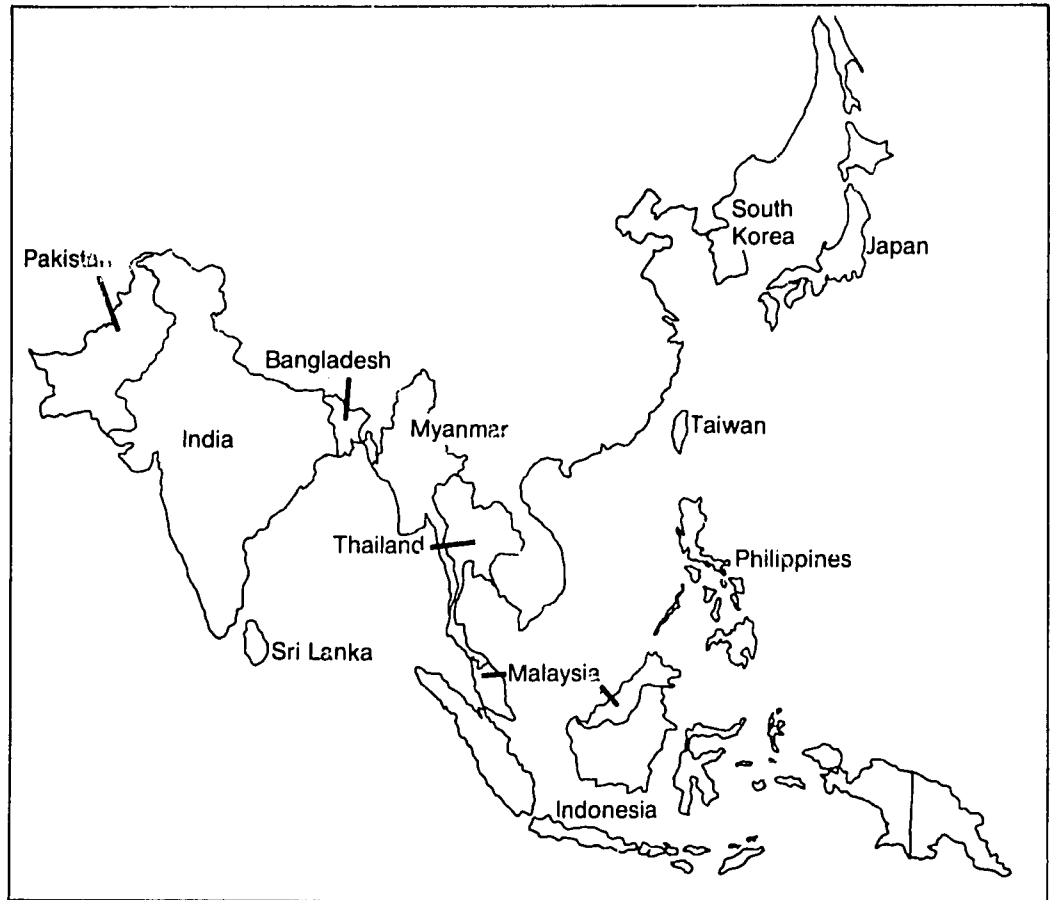 South
Korea
Japan
Pakistan
Bangladesh
Myanmar
India
Taiwan
Thailand
Philippines
Sri Lanka
Malaysia
Indonesia